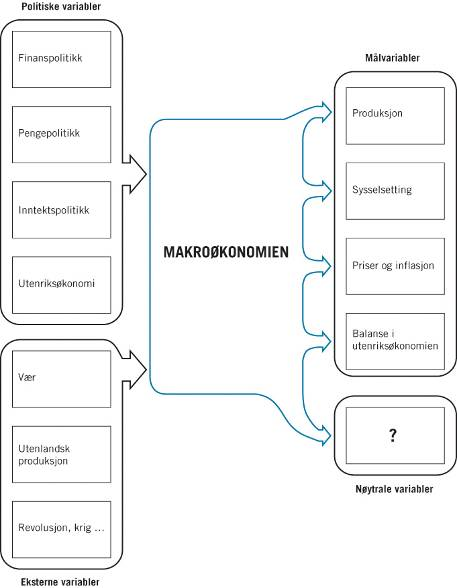 Politiske variabler
Finanspolitikk
Pengepolitikk
Inntektspolitikk
Utenriksøkonomi
Vær
Utenlandsk
produksjon
Revolusjon, krig ...
Eksterne variabler
MAKROØKONOMIEN
Målvariabler
Produksjon
Sysselsetting
Priser og inflasjon
Balanse i
utenriksøkonomien
?
Nøytrale variabler